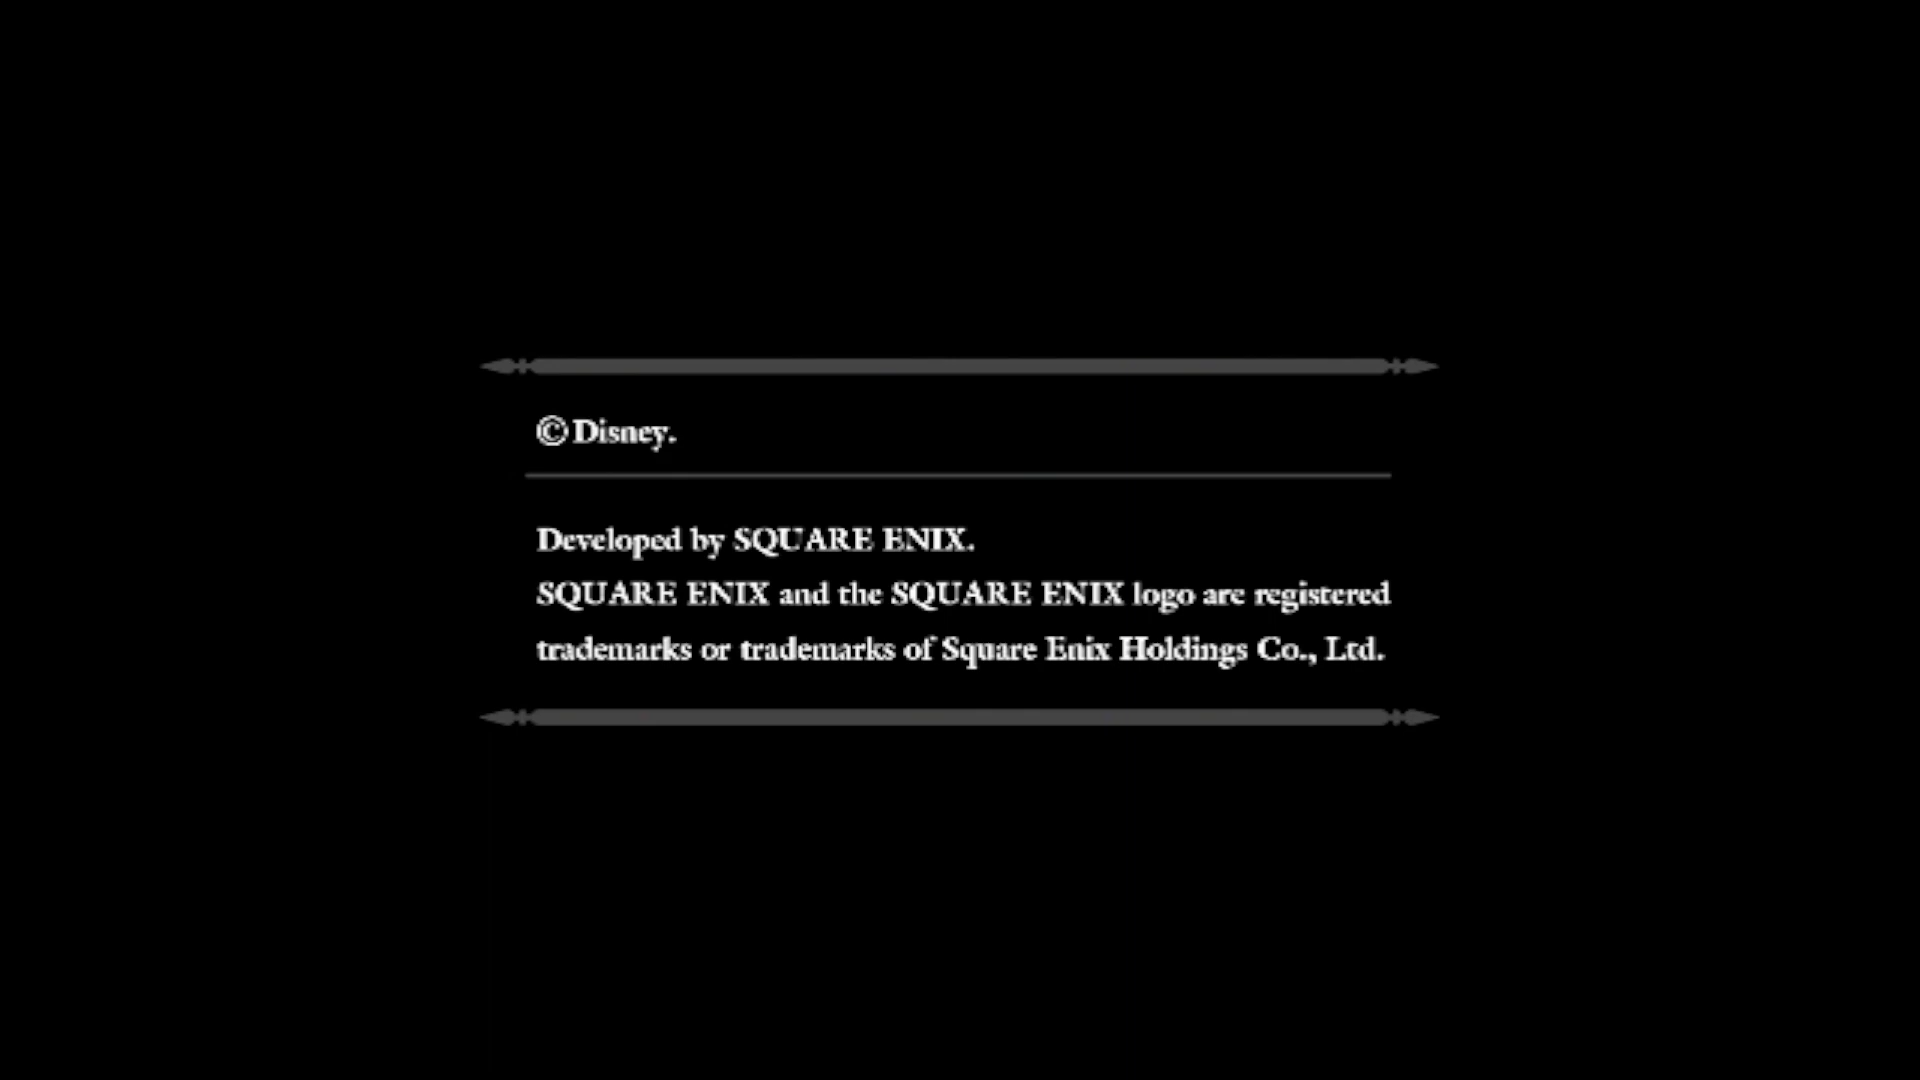 © Disney.
Developed by SQUARE ENIX.
SQUARE ENIX and the SQUARE ENIX logo are registered
trademarks or trademarks of Square Enix Holdings Co., Ltd.